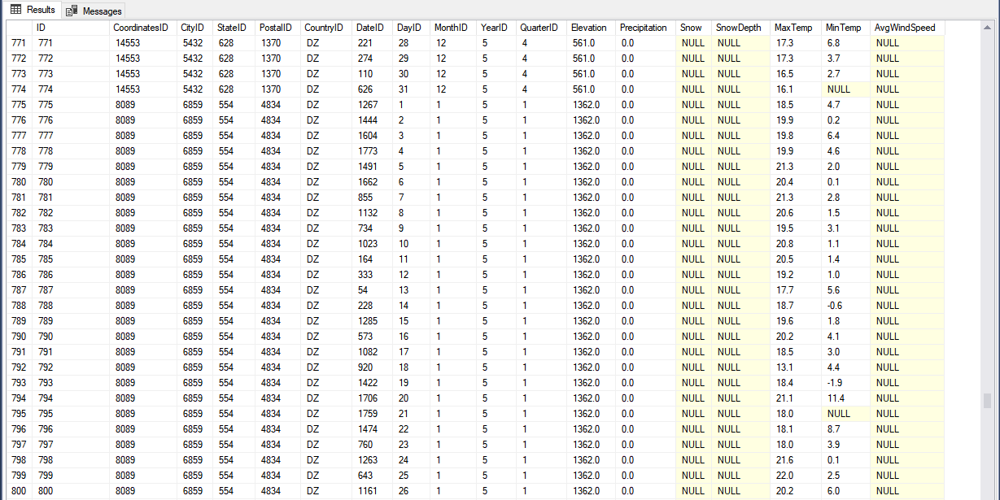 Results Messages
ID CoordinatesID CityID StateID PostalID CountryID DateID DayID MonthID YearID QuarterID Elevation Precipitation Snow SnowDepth MaxTemp MinTemp AvgWindSpeed
771 771 14553 5432 628 1370 DZ 221 28 12 5 4 561.0 0.0 NULL NULL 17.3 6.8 NULL
772 772 14553 5432 628 1370 DZ 274 29 12 5 4 561.0 0.0 NULL NULL 17.3 3.7 NULL
773 773 14553 5432 628 1370 DZ 110 30 12 5 4 561.0 0.0 NULL NULL 16.5 2.7 NULL
774 774 14553 5432 628 1370 DZ 626 31 12 5 4 561.0 0.0 NULL NULL 16.1 NULL NULL
775 775 8089 6859 554 4834 DZ 1267 1 1 5 1 1362.0 0.0 NULL NULL 18.5 4.7 NULL
776 776 8089 6859 554 4834 DZ 1444 2 1 5 1 1362.0 0.0 NULL NULL 19.9 0.2 NULL
777 777 8089 6859 554 4834 DZ 1604 3 1 5 1 1362.0 0.0 NULL NULL 19.8 6.4 NULL
778 778 8089 6859 554 4834 DZ 1773 4 1 5 1 1362.0 0.0 NULL NULL 19.9 4.6 NULL
779 779 8089 6859 554 4834 DZ 1491 5 1 5 1 1362.0 0.0 NULL NULL 21.3 2.0 NULL
780 780 8089 6859 554 4834 DZ 1662 6 1 5 1 1362.0 0.0 NULL NULL 20.4 0.1 NULL
781 781 8089 6859 554 4834 DZ 855 7 1 5 1 1362.0 0.0 NULL NULL 21.3 2.8 NULL
782 782 8089 6859 554 4834 DZ 1132 8 1 5 1 1362.0 0.0 NULL NULL 20.6 1.5 NULL
783 783 8089 6859 554 4834 DZ 734 9 1 5 1 1362.0 0.0 NULL NULL 19.5 3.1 NULL
784 784 8089 6859 554 4834 DZ 1023 10 1 5 1 1362.0 0.0 NULL NULL 20.8 1.1 NULL
785 785 8089 6859 554 4834 DZ 164 11 1 5 1 1362.0 0.0 NULL NULL 20.5 1.4 NULL
786 786 8089 6859 554 4834 DZ 333 12 1 5 1 1362.0 0.0 NULL NULL 19.2 1.0 NULL
787 787 8089 6859 554 4834 DZ 54 13 1 5 1 1362.0 0.0 NULL NULL 17.7 5.6 NULL
788 788 8089 6859 554 4834 DZ 228 14 1 5 1 1362.0 0.0 NULL NULL 18.7 -0.6 NULL
789 789 8089 6859 554 4834 DZ 1285 15 1 5 1 1362.0 0.0 NULL NULL 19.6 1.8 NULL
790 790 8089 6859 554 4834 DZ 573 16 1 5 1 1362.0 0.0 NULL NULL 20.2 4.1 NULL
791 791 8089 6859 554 4834 DZ 1082 17 1 5 1 1362.0 0.0 NULL NULL 18.5 3.0 NULL
792 792 8089 6859 554 4834 DZ 920 18 1 5 1 1362.0 0.0 NULL NULL 13.1 4.4 NULL
793 793 8089 6859 554 4834 DZ 1422 19 1 5 1 1362.0 0.0 NULL NULL 18.4 -1.9 NULL
794 794 8089 6859 554 4834 DZ 1706 20 1 5 1 1362.0 0.0 NULL NULL 21.1 11.4 NULL
795 795 8089 6859 554 4834 DZ 1759 21 1 5 1 1362.0 0.0 NULL NULL 18.0 NULL NULL
796 796 8089 6859 554 4834 DZ 1474 22 1 5 1 1362.0 0.0 NULL NULL 18.1 8.7 NULL
797 797 8089 6859 554 4834 DZ 760 23 1 5 1 1362.0 0.0 NULL NULL 18.0 3.9 NULL
798 798 8089 6859 554 4834 DZ 1263 24 1 5 1 1362.0 0.0 NULL NULL 21.6 0.1 NULL
799 799 8089 6859 554 4834 DZ 643 25 1 5 1 1362.0 0.0 NULL NULL 22.0 2.5 NULL
800 800 8089 6859 554 4834 DZ 1161 26 1 5 1 1362.0 0.0 NULL NULL 20.2 6.0 NULL